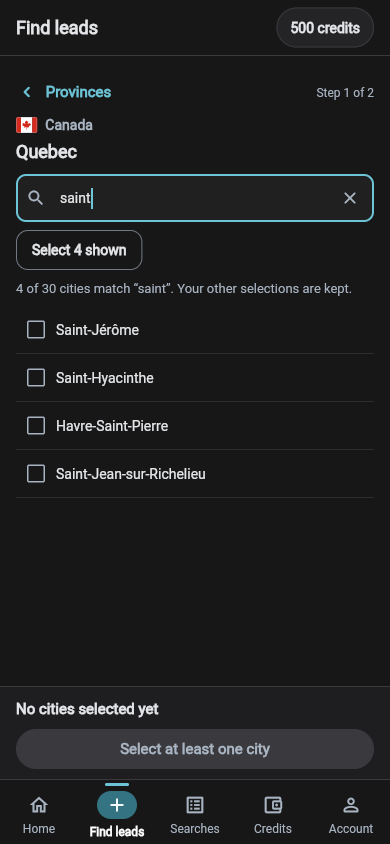 Find leads
500 credits
Provinces
Step 1 of 2
Canada
Quebec
saint
Select 4 shown
4 of 30 cities match “saint”. Your other selections are kept.
Saint-Jérôme
Saint-Hyacinthe
Havre-Saint-Pierre
Saint-Jean-sur-Richelieu
No cities selected yet
Select at least one city
Home
Find leads
Searches
Credits
Account